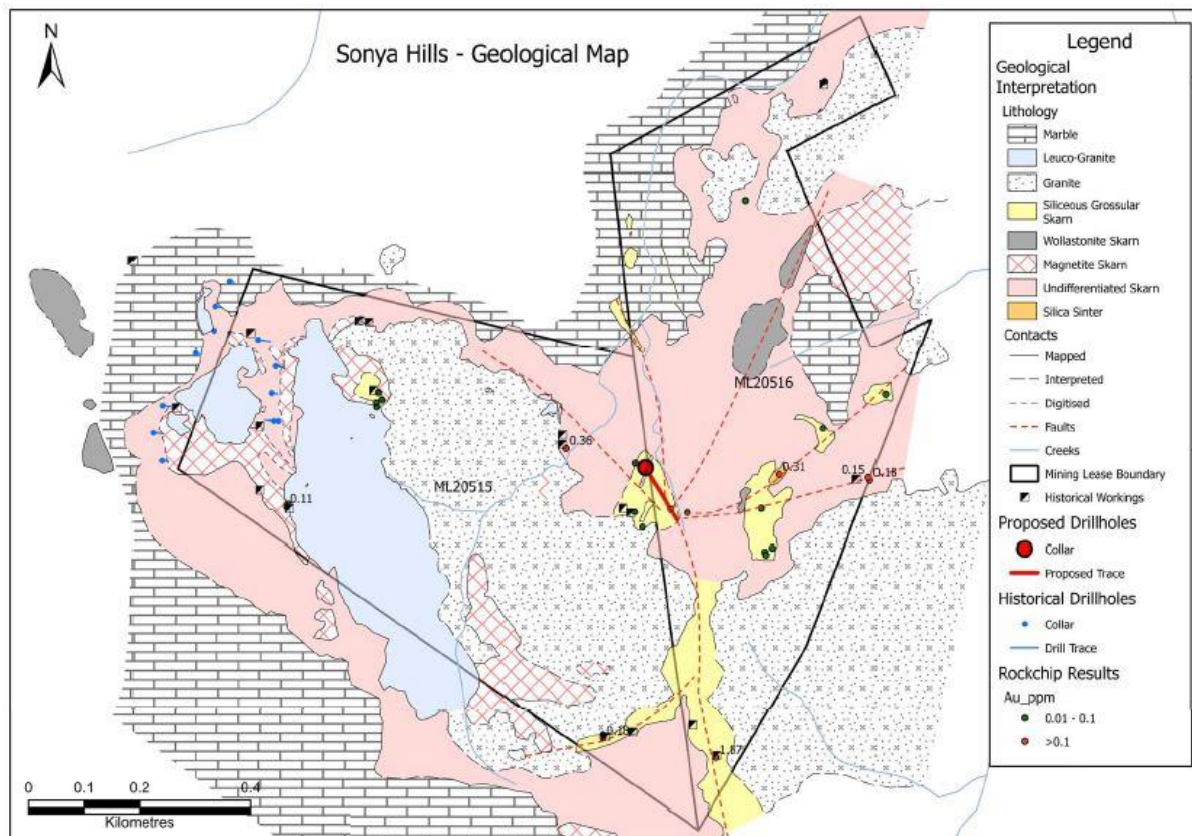 N
Sonya Hills - Geological Map
ML20516
ML20515
0.36
0.31
0.15
0.18
0.11
0.18
1.87
0 0.1 0.2 0.4
Kilometres
Legend
Geological
Interpretation
Lithology
Marble
Leuco-Granite
Granite
Siliceous Grossular
Skarn
Wollastonite Skarn
Magnetite Skarn
Undifferentiated Skarn
Silica Sinter
Contacts
Mapped
Interpreted
Digitised
Faults
Creeks
Mining Lease Boundary
Historical Workings
Proposed Drillholes
Collar
Proposed Trace
Historical Drillholes
Collar
Drill Trace
Rockchip Results
Au_ppm
0.01 - 0.1
>0.1